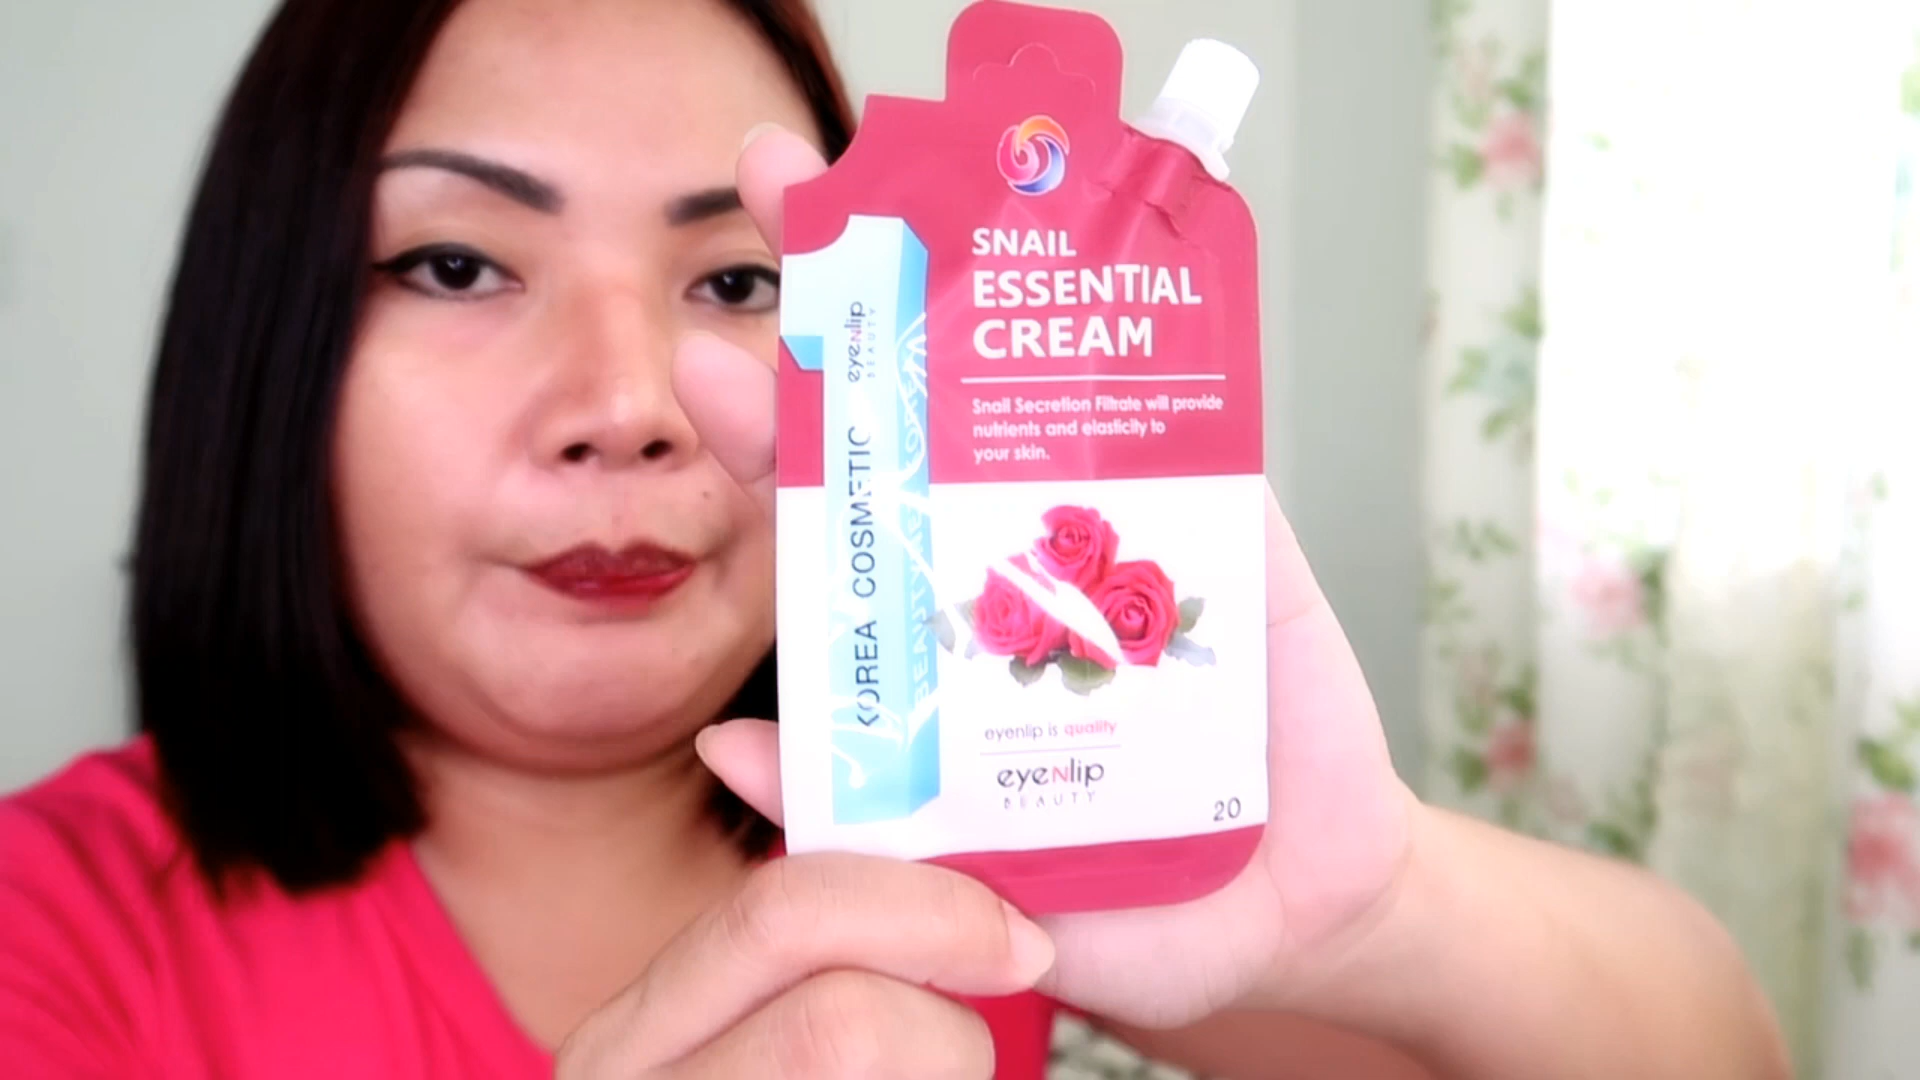 SNAIL
ESSENTIAL
CREAM
Snail Secretion Filtrate will provide
nutrients and elasticity to
your skin.
eyeNlip
BEAUTY
KOREA COSMETIC
eyenlip is quality
eyeNlip
BEAUTY
20